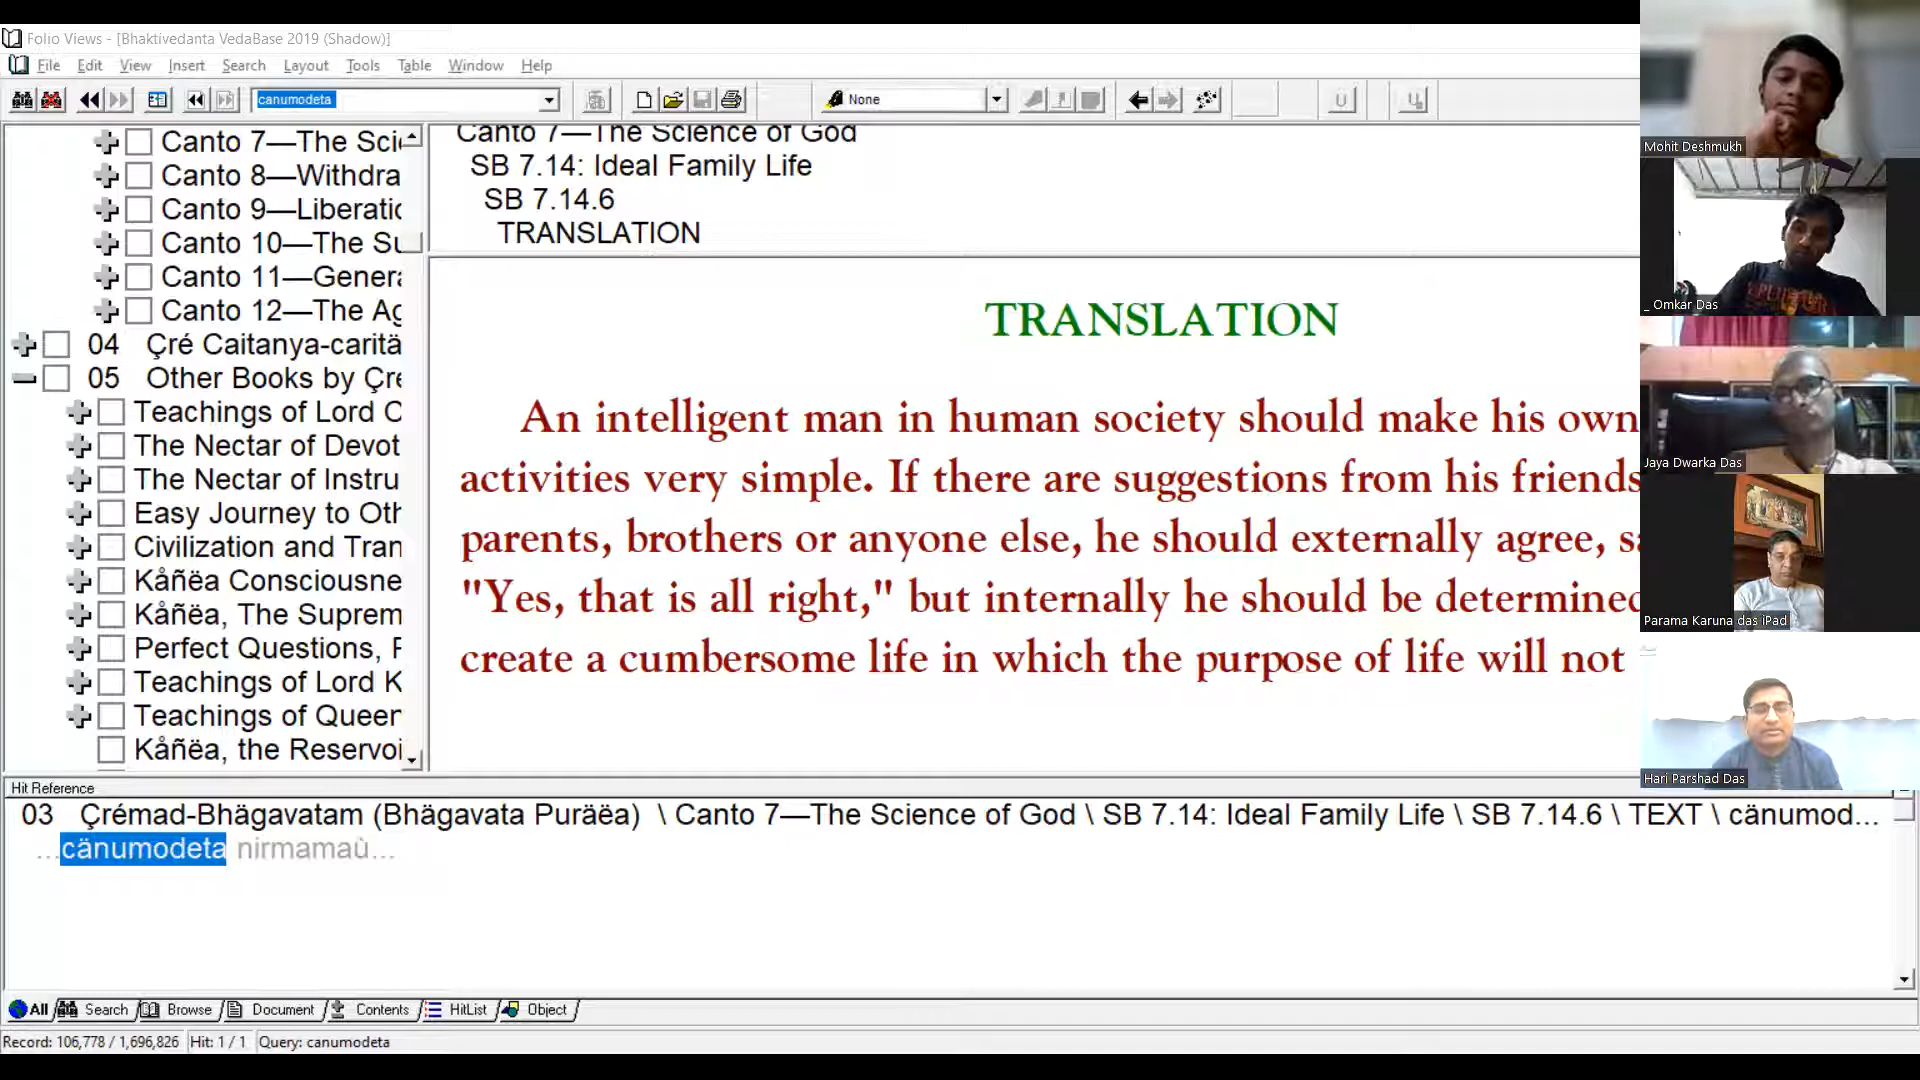 Folio Views - [Bhaktivedanta VedaBase 2019 (Shadow)]
File Edit View Insert Search Layout Tools Table Window Help
canumodeta None
Canto 7—The Sci
Canto 8—Withdra
Canto 9—Liberatio
Canto 10—The Su
Canto 11—Genera
Canto 12—The Ag
04 Çré Caitanya-caritä
05 Other Books by Çré
Teachings of Lord C
The Nectar of Devot
The Nectar of Instru
Easy Journey to Oth
Civilization and Tran
Kåñëa Consciousne
Kåñëa, The Suprem
Perfect Questions, P
Teachings of Lord K
Teachings of Queen
Kåñëa, the Reservoi
Canto 7—The Science of God
SB 7.14: Ideal Family Life
SB 7.14.6
TRANSLATION
TRANSLATION
An intelligent man in human society should make his own
activities very simple. If there are suggestions from his friends
parents, brothers or anyone else, he should externally agree, sa
"Yes, that is all right," but internally he should be determined
create a cumbersome life in which the purpose of life will not
Mohit Deshmukh
_ Omkar Das
Jaya Dwarka Das
Parama Karuna das iPad
Hari Parshad Das
Hit Reference
03 Çrémad-Bhägavatam (Bhägavata Puräëa) \ Canto 7—The Science of God \ SB 7.14: Ideal Family Life \ SB 7.14.6 \ TEXT \ cänumod...
...cänumodeta nirmamaù...
All Search Browse Document Contents HitList Object
Record: 106,778 / 1,696,826 Hit: 1 / 1 Query: canumodeta